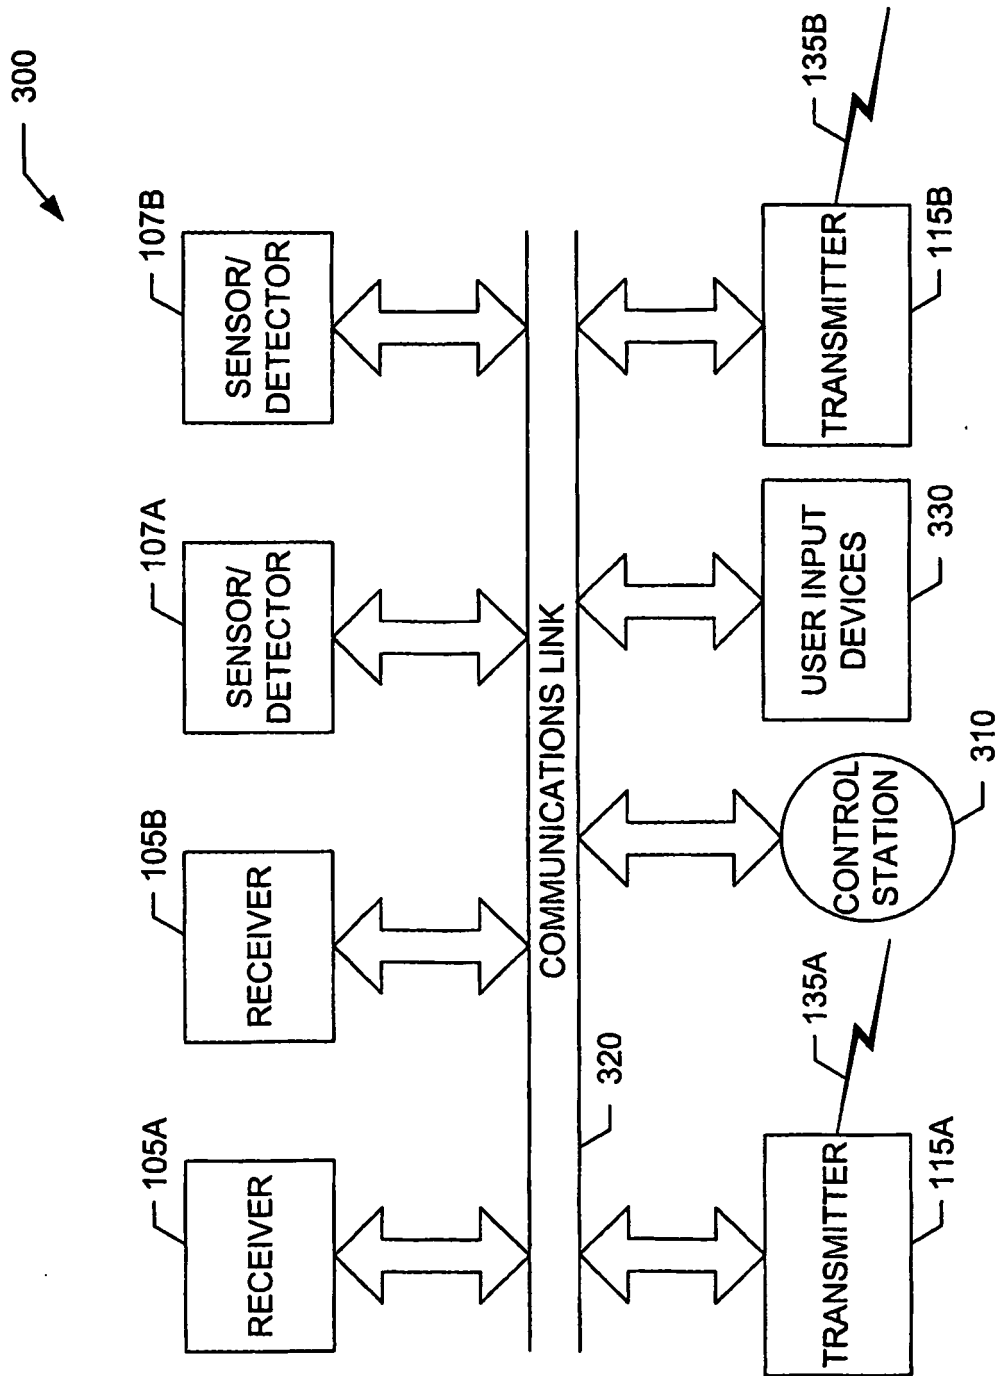 300
105A
105B
107A
107B
RECEIVER
RECEIVER
SENSOR/
DETECTOR
SENSOR/
DETECTOR
COMMUNICATIONS LINK
320
TRANSMITTER
115A
135A
CONTROL
STATION
310
USER INPUT
DEVICES
330
TRANSMITTER
115B
135B